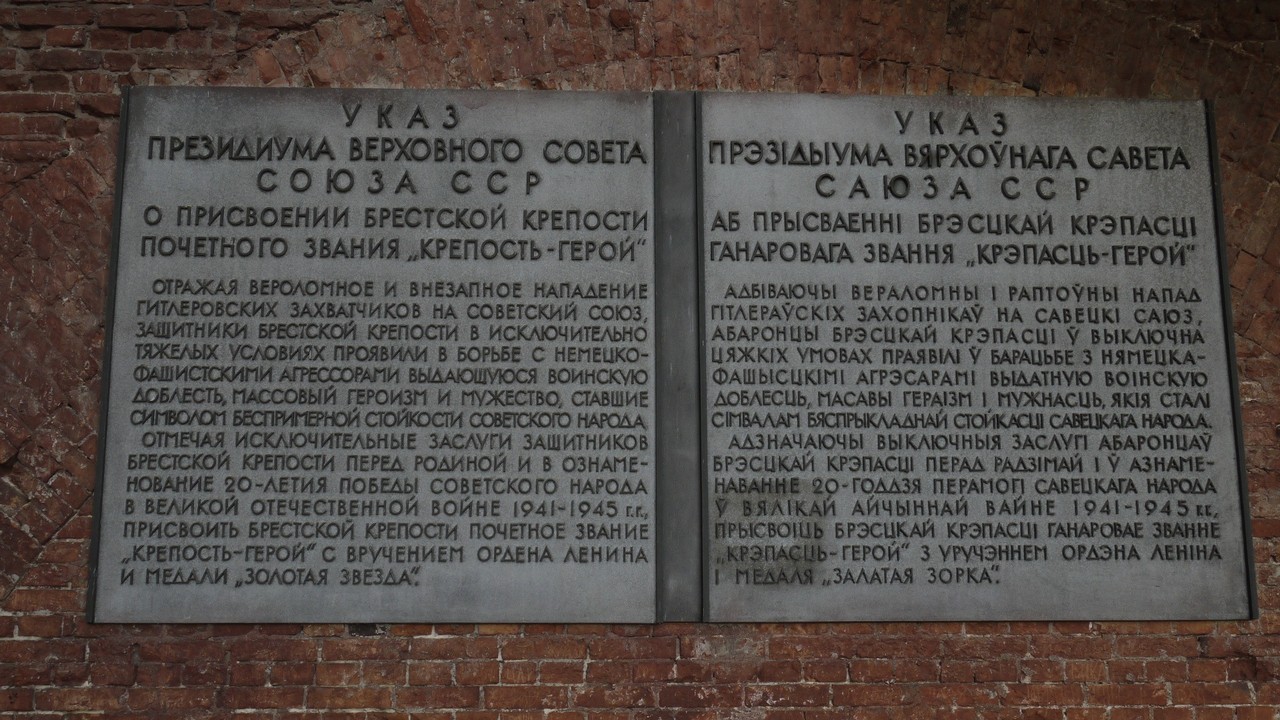 УКАЗ
ПРЕЗИДИУМА ВЕРХОВНОГО СОВЕТА
СОЮЗА ССР
О ПРИСВОЕНИИ БРЕСТСКОЙ КРЕПОСТИ
ПОЧЕТНОГО ЗВАНИЯ „КРЕПОСТЬ-ГЕРОЙ"
ОТРАЖАЯ ВЕРОЛОМНОЕ И ВНЕЗАПНОЕ НАПАДЕНИЕ
ГИТЛЕРОВСКИХ ЗАХВАТЧИКОВ НА СОВЕТСКИЙ СОЮЗ,
ЗАЩИТНИКИ БРЕСТСКОЙ КРЕПОСТИ В ИСКЛЮЧИТЕЛЬНО
ТЯЖЕЛЫХ УСЛОВИЯХ ПРОЯВИЛИ В БОРЬБЕ С НЕМЕЦКО-
ФАШИСТСКИМИ АГРЕССОРАМИ ВЫДАЮЩУЮСЯ ВОИНСКУЮ
ДОБЛЕСТЬ, МАССОВЫЙ ГЕРОИЗМ И МУЖЕСТВО, СТАВШИЕ
СИМВОЛОМ БЕСПРИМЕРНОЙ СТОЙКОСТИ СОВЕТСКОГО НАРОДА.
ОТМЕЧАЯ ИСКЛЮЧИТЕЛЬНЫЕ ЗАСЛУГИ ЗАЩИТНИКОВ
БРЕСТСКОЙ КРЕПОСТИ ПЕРЕД РОДИНОЙ И В ОЗНАМЕ-
НОВАНИЕ 20-ЛЕТИЯ ПОБЕДЫ СОВЕТСКОГО НАРОДА
В ВЕЛИКОЙ ОТЕЧЕСТВЕННОЙ ВОЙНЕ 1941-1945 г.г.,
ПРИСВОИТЬ БРЕСТСКОЙ КРЕПОСТИ ПОЧЕТНОЕ ЗВАНИЕ
„КРЕПОСТЬ-ГЕРОЙ" С ВРУЧЕНИЕМ ОРДЕНА ЛЕНИНА
И МЕДАЛИ „ЗОЛОТАЯ ЗВЕЗДА".
УКАЗ
ПРЭЗІДЫУМА ВЯРХОЎНАГА САВЕТА
САЮЗА ССР
АБ ПРЫСВАЕННІ БРЭСЦКАЙ КРЭПАСЦІ
ГАНАРОВАГА ЗВАННЯ „КРЭПАСЦЬ-ГЕРОЙ"
АДБІВАЮЧЫ ВЕРАЛОМНЫ І РАПТОЎНЫ НАПАД
ГІТЛЕРАЎСКІХ ЗАХОПНІКАЎ НА САВЕЦКІ САЮЗ,
АБАРОНЦЫ БРЭСЦКАЙ КРЭПАСЦІ Ў ВЫКЛЮЧНА
ЦЯЖКІХ УМОВАХ ПРАЯВІЛІ Ў БАРАЦЬБЕ З НЯМЕЦКА-
ФАШЫСЦКІМІ АГРЭСАРАМІ ВЫДАТНУЮ ВОІНСКУЮ
ДОБЛЕСЦЬ, МАСАВЫ ГЕРАІЗМ І МУЖНАСЦЬ, ЯКІЯ СТАЛІ
СІМВАЛАМ БЯСПРЫКЛАДНАЙ СТОЙКАСЦІ САВЕЦКАГА НАРОДА.
АДЗНАЧАЮЧЫ ВЫКЛЮЧНЫЯ ЗАСЛУГІ АБАРОНЦАЎ
БРЭСЦКАЙ КРЭПАСЦІ ПЕРАД РАДЗІМАЙ І Ў АЗНАМЕ-
НАВАННЕ 20-ГОДДЗЯ ПЕРАМОГІ САВЕЦКАГА НАРОДА
Ў ВЯЛІКАЙ АЙЧЫННАЙ ВАЙНЕ 1941-1945 г.г.,
ПРЫСВОІЦЬ БРЭСЦКАЙ КРЭПАСЦІ ГАНАРОВАЕ ЗВАННЕ
„КРЭПАСЦЬ-ГЕРОЙ" З УРУЧЭННЕМ ОРДЭНА ЛЕНІНА
І МЕДАЛЯ „ЗАЛАТАЯ ЗОРКА".